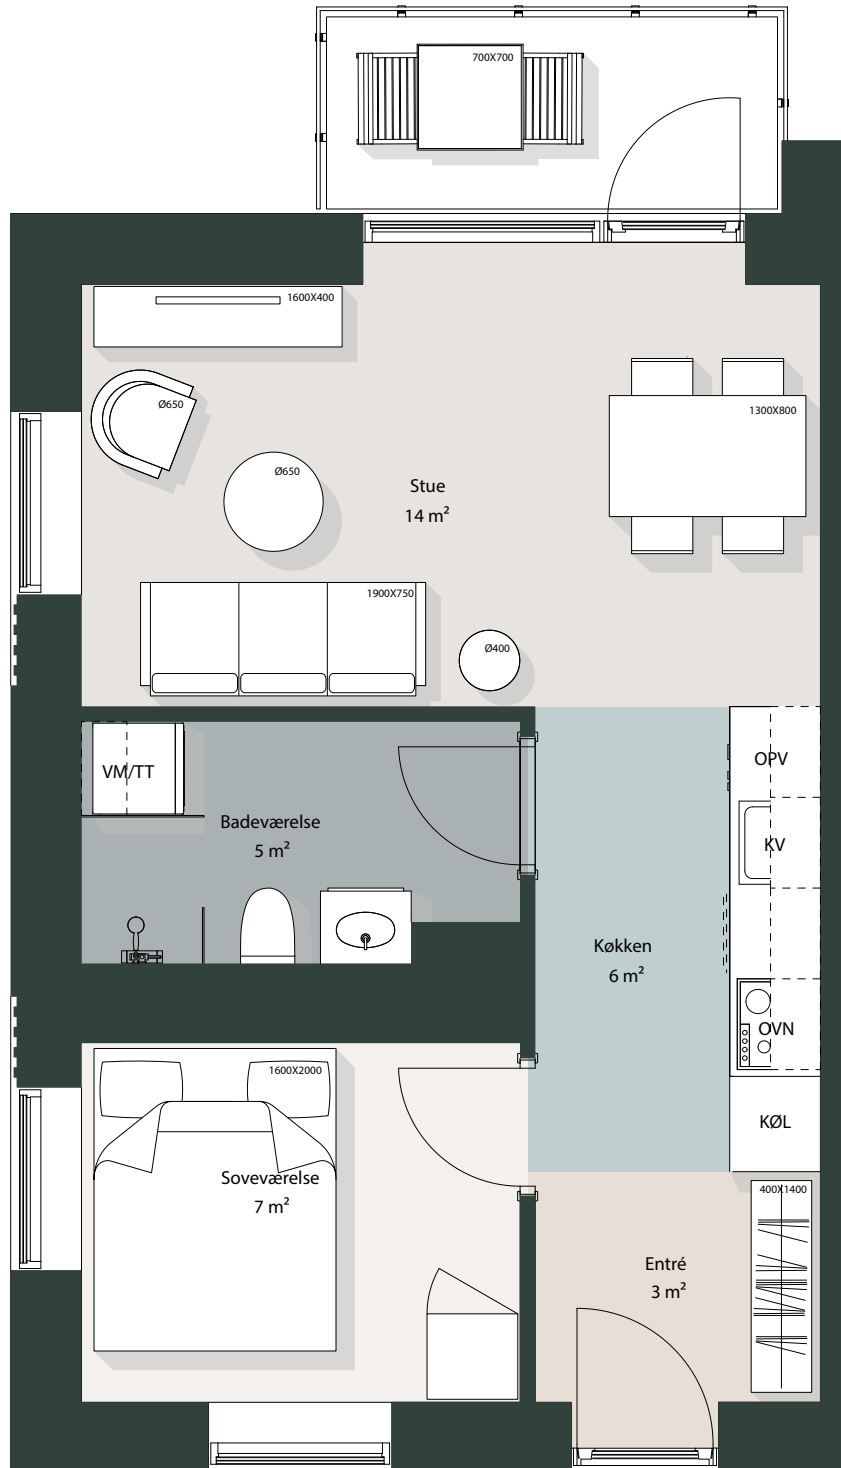 700X700
1600X400
Ø650
1300X800
Ø650
Stue
14 m²
1900X750
Ø400
OPV
VM/TT
Badeværelse
5 m²
KV
Køkken
6 m²
OVN
1600X2000
KØL
Soveværelse
7 m²
400X1400
Entré
3 m²